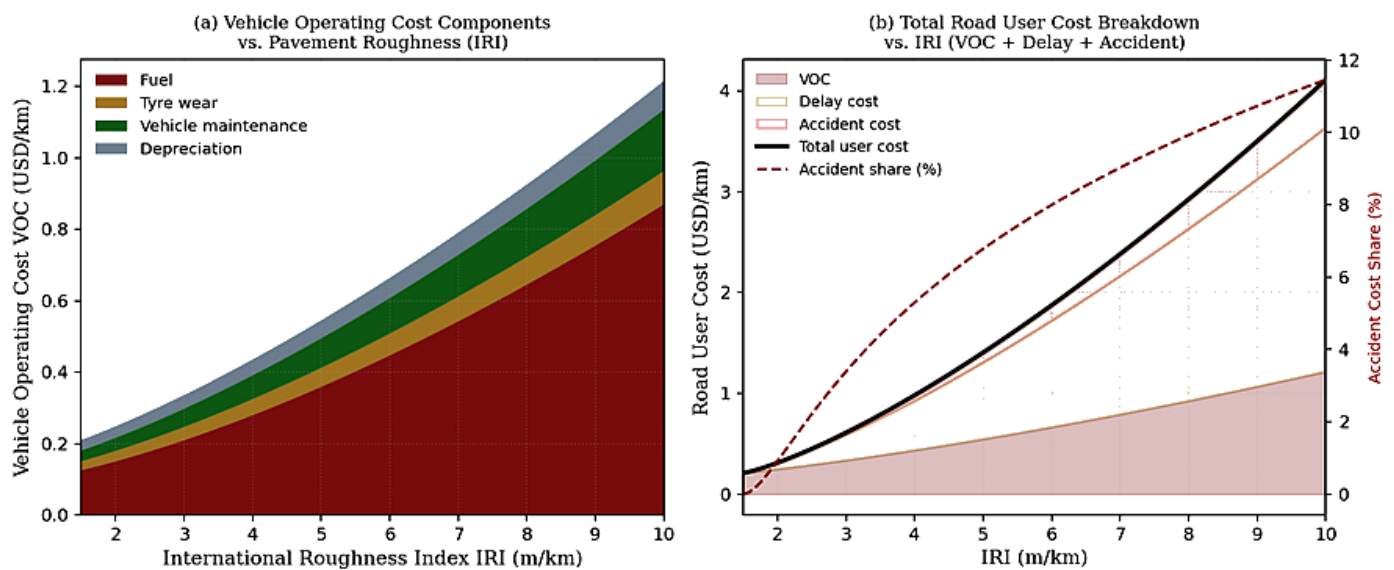 (a) Vehicle Operating Cost Components
vs. Pavement Roughness (IRI)
Vehicle Operating Cost VOC (USD/km)
1.2
1.0
0.8
0.6
0.4
0.2
0.0
Fuel
Tyre wear
Vehicle maintenance
Depreciation
2 3 4 5 6 7 8 9 10
International Roughness Index IRI (m/km)
(b) Total Road User Cost Breakdown
vs. IRI (VOC + Delay + Accident)
Road User Cost (USD/km)
4
3
2
1
0
VOC
Delay cost
Accident cost
Total user cost
Accident share (%)
2 3 4 5 6 7 8 9 10
IRI (m/km)
12
10
8
6
4
2
0
Accident Cost Share (%)